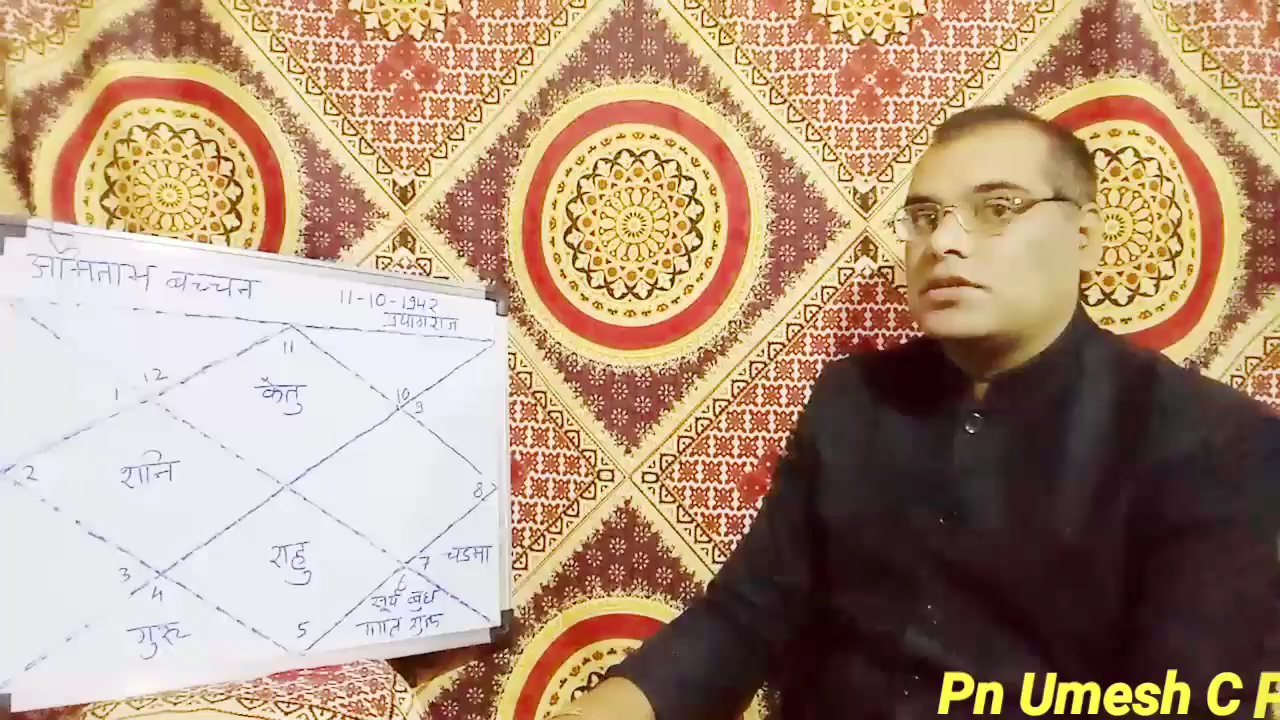 अमिताभ बच्चन
11-10-1942
प्रयागराज
11
केतु
12
1
10
9
2
शनि
8
राहु
7 चडमा
3
4
6
सूर्य बुध
शुक्र
गुरू
5
Pn Umesh C P